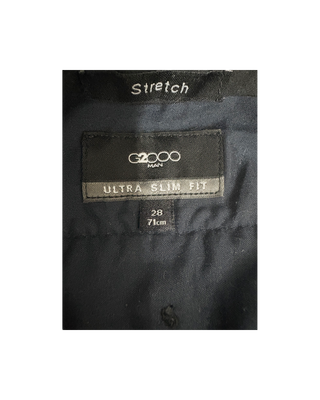 Stretch
G2000
MAN
ULTRA SLIM FIT
28
71cm